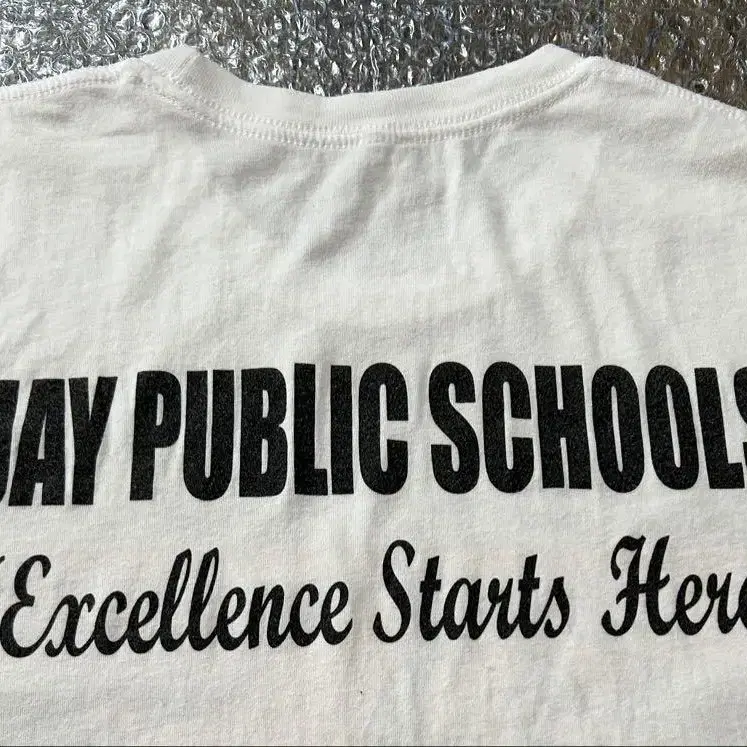 JAY PUBLIC SCHOOLS
"Excellence Starts Here